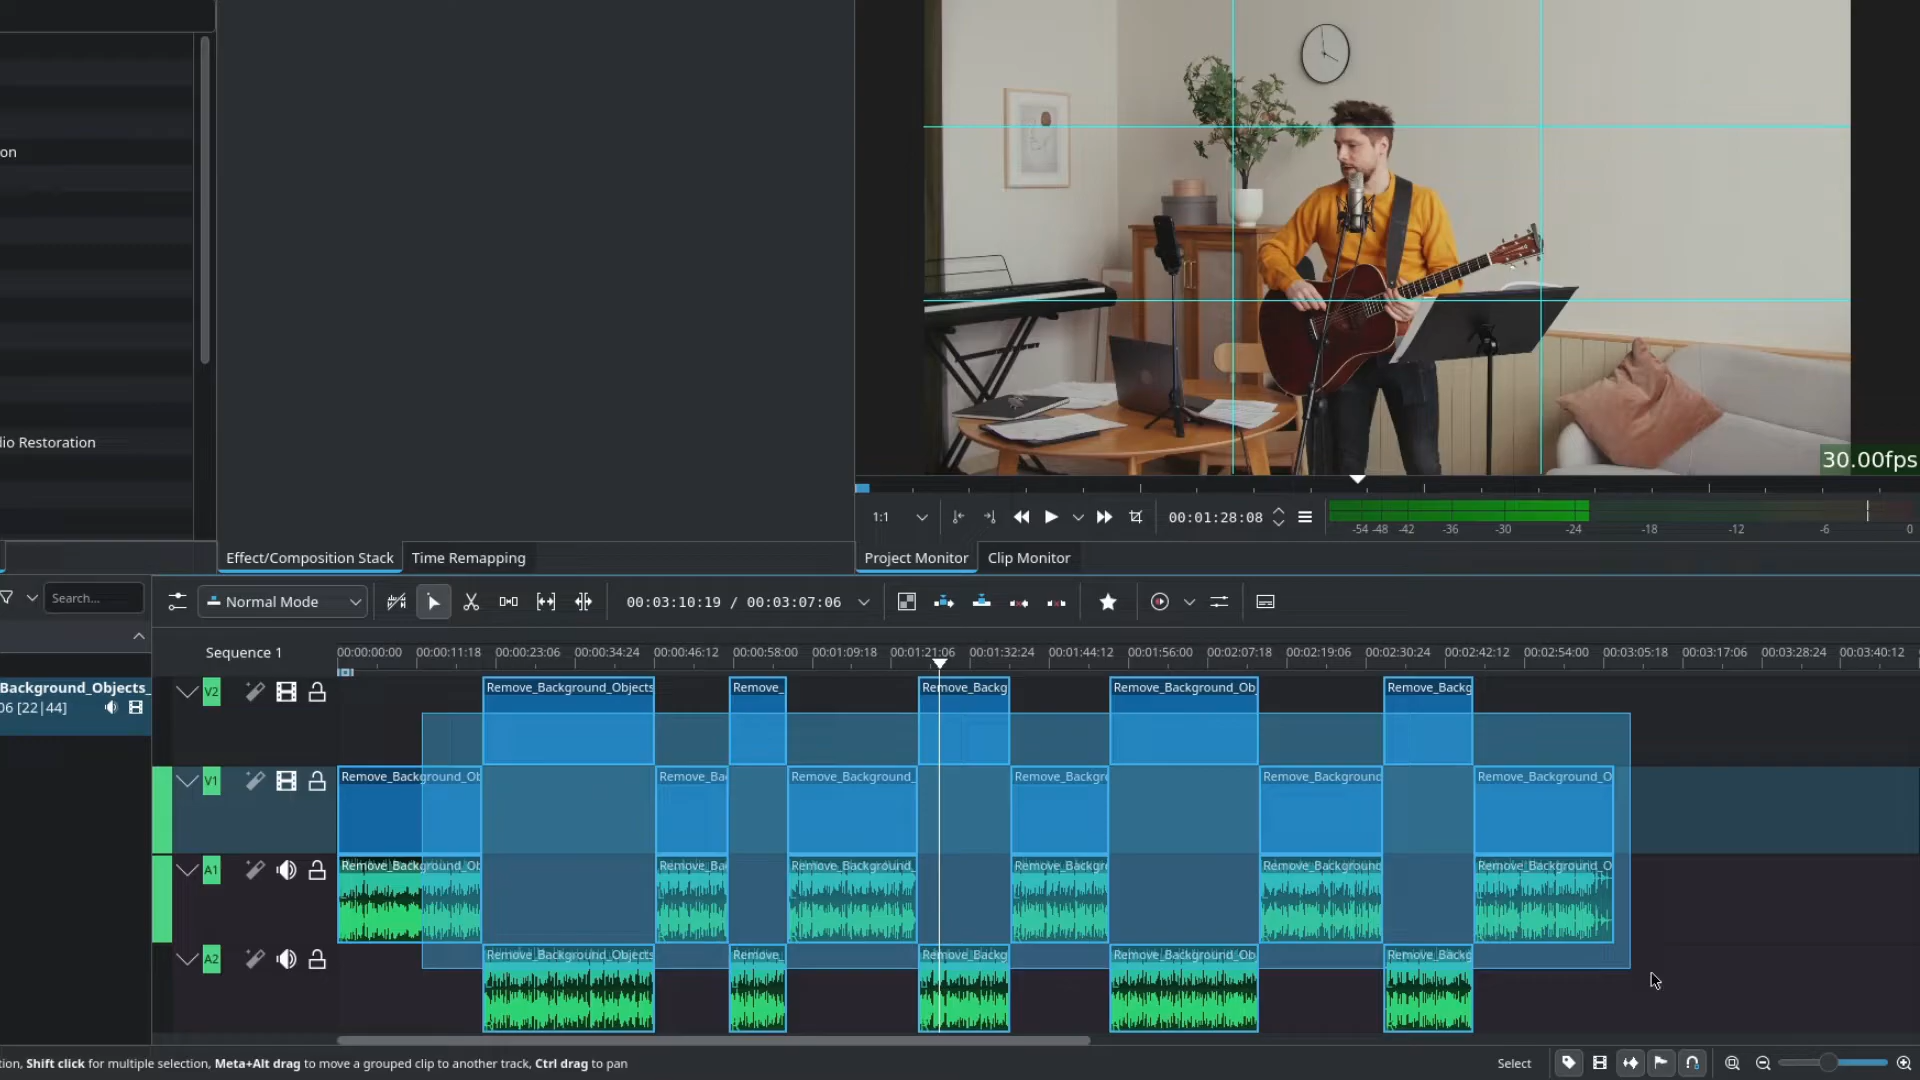 on
lio Restoration
30.00fps
1:1
00:01:28:08
-54 -48 -42 -36 -30 -24 -18 -12 -6 0
Effect/Composition Stack Time Remapping
Project Monitor Clip Monitor
Search...
Normal Mode
00:03:10:19 / 00:03:07:06
Sequence 1
00:00:00:00 00:00:11:18 00:00:23:06 00:00:34:24 00:00:46:12 00:00:58:00 00:01:09:18 00:01:21:06 00:01:32:24 00:01:44:12 00:01:56:00 00:02:07:18 00:02:19:06 00:02:30:24 00:02:42:12 00:02:54:00 00:03:05:18 00:03:17:06 00:03:28:24 00:03:40:12
Background_Objects_
06 [22|44]
V2
Remove_Background_Objects Remove_ Remove_Backg Remove_Background_Ob Remove_Backg
V1
Remove_Background_Ob Remove_Ba Remove_Background_ Remove_Backgr Remove_Background Remove_Background_O
A1
Remove_Background_Ob Remove_Ba Remove_Background_ Remove_Backgr Remove_Background Remove_Background_O
A2
Remove_Background_Objects Remove_ Remove_Backg Remove_Background_Ob Remove_Backg
tion, Shift click for multiple selection, Meta+Alt drag to move a grouped clip to another track, Ctrl drag to pan
Select